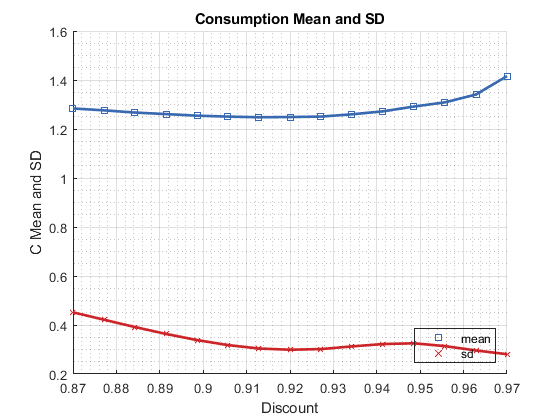 Consumption Mean and SD
1.6
1.4
1.2
1
0.8
0.6
0.4
0.2
C Mean and SD
mean
sd
0.87 0.88 0.89 0.9 0.91 0.92 0.93 0.94 0.95 0.96 0.97
Discount